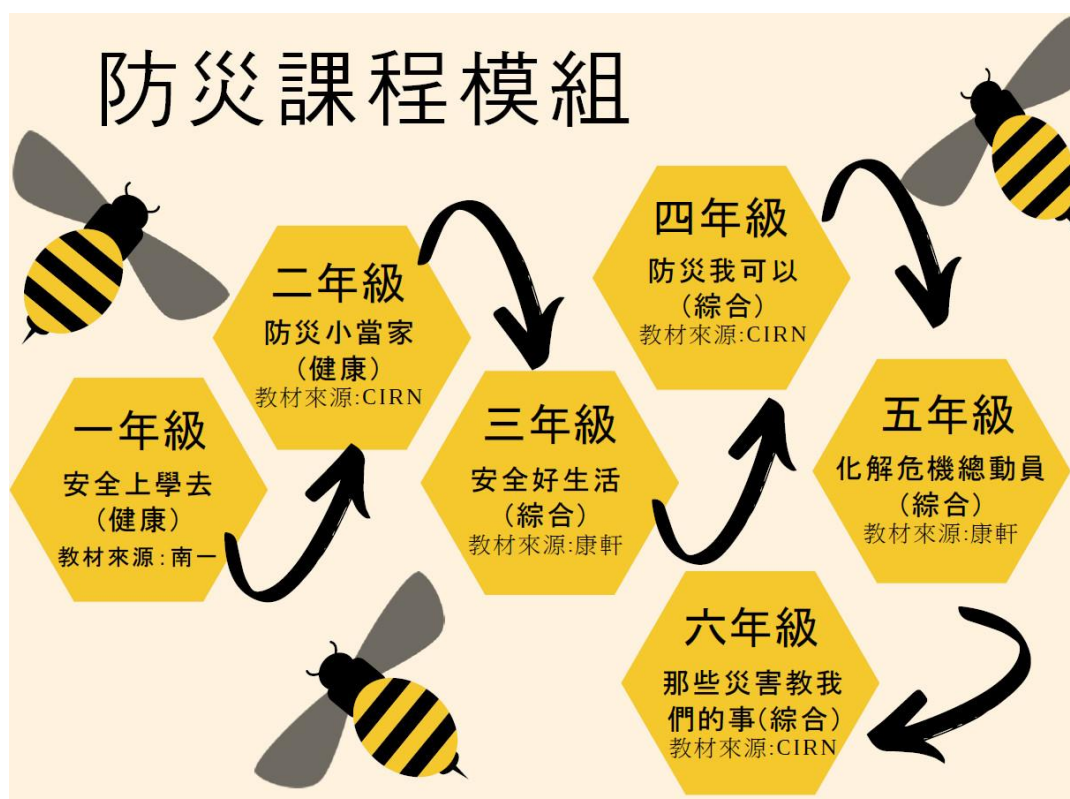 防災課程模組
一年級
安全上學去
(健康)
教材來源:南一
二年級
防災小當家
(健康)
教材來源:CIRN
三年級
安全好生活
(綜合)
教材來源:康軒
四年級
防災我可以
(綜合)
教材來源:CIRN
五年級
化解危機總動員
(綜合)
教材來源:康軒
六年級
那些災害教我
們的事(綜合)
教材來源:CIRN